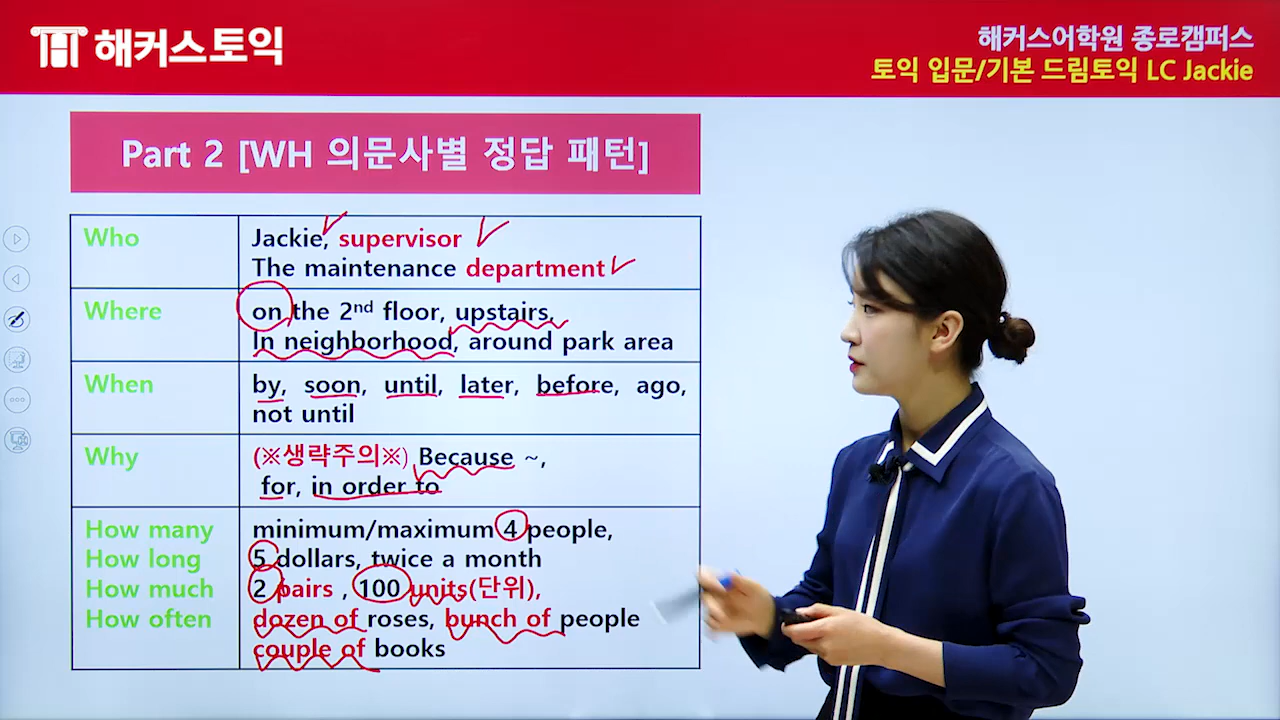 해커스토익
해커스어학원 종로캠퍼스
토익 입문/기본 드림토익 LC Jackie
Part 2 [WH 의문사별 정답 패턴]
Who
Jackie, supervisor
The maintenance department
Where
on the 2nd floor, upstairs,
In neighborhood, around park area
When
by, soon, until, later, before, ago,
not until
Why
(※생략주의※) Because ~,
for, in order to
How many
How long
How much
How often
minimum/maximum 4 people,
5 dollars, twice a month
2 pairs , 100 units(단위),
dozen of roses, bunch of people
couple of books